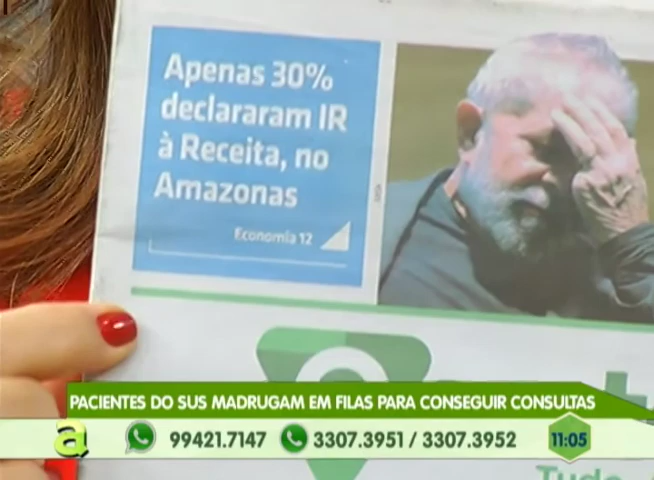 Apenas 30%
declararam IR
à Receita, no
Amazonas
Economia 12
PACIENTES DO SUS MADRUGAM EM FILAS PARA CONSEGUIR CONSULTAS
a 99421.7147 3307.3951 / 3307.3952 11:05
Tudo